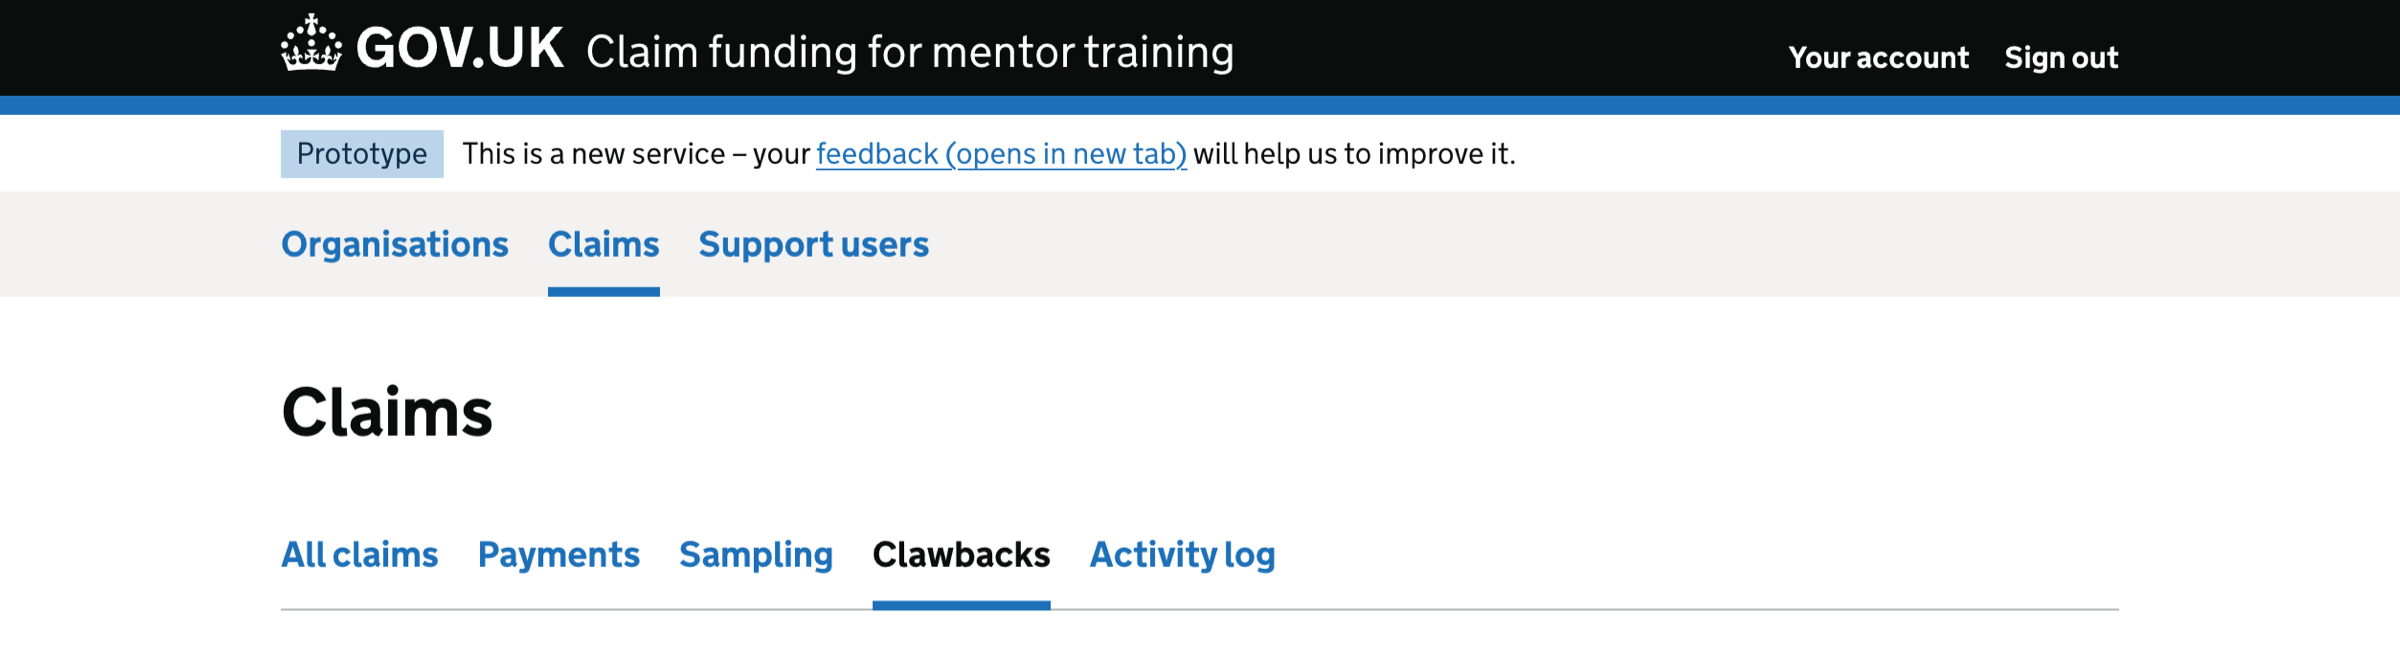 GOV.UK Claim funding for mentor training
Your account Sign out
Prototype This is a new service – your feedback (opens in new tab) will help us to improve it.
Organisations Claims Support users
Claims
All claims Payments Sampling Clawbacks Activity log